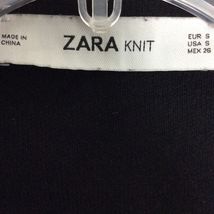 MADE IN
CHINA
ZARA KNIT
EUR S
USA S
MEX 26